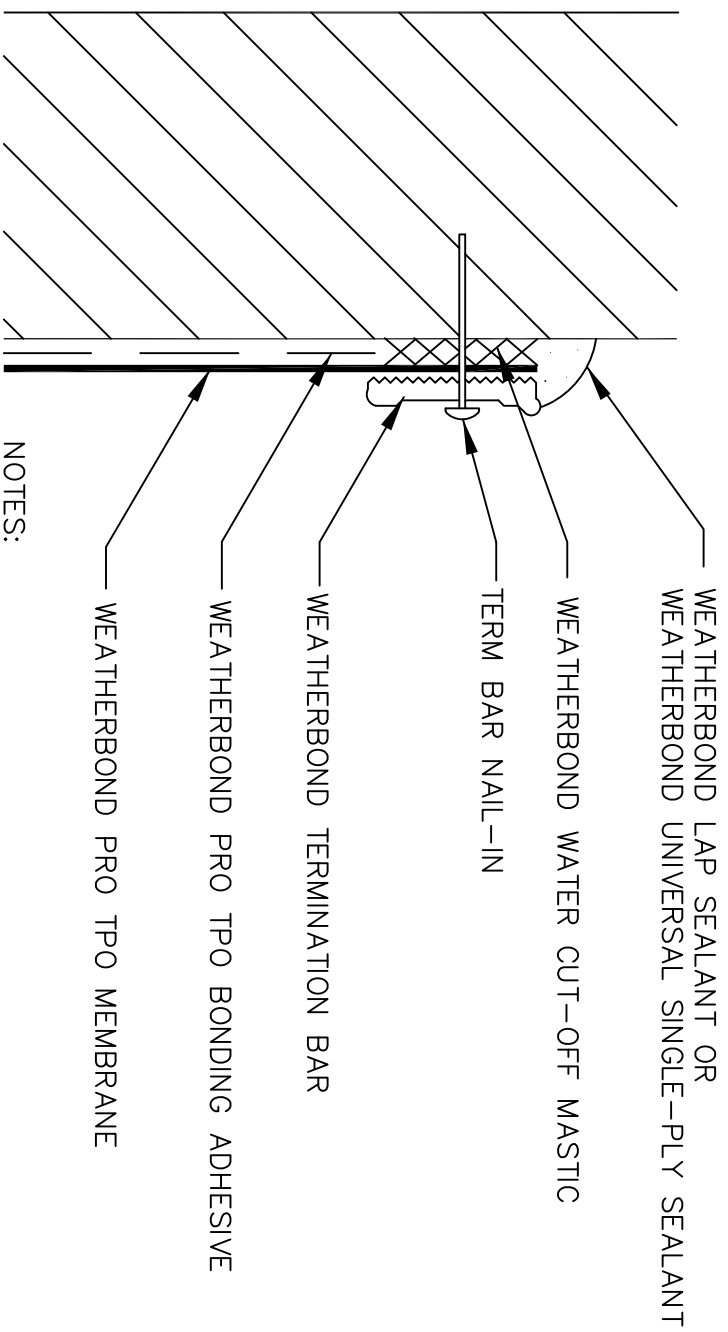 WEATHERBOND LAP SEALANT OR
WEATHERBOND UNIVERSAL SINGLE-PLY SEALANT
WEATHERBOND WATER CUT-OFF MASTIC
TERM BAR NAIL-IN
WEATHERBOND TERMINATION BAR
WEATHERBOND PRO TPO BONDING ADHESIVE
WEATHERBOND PRO TPO MEMBRANE
NOTES: